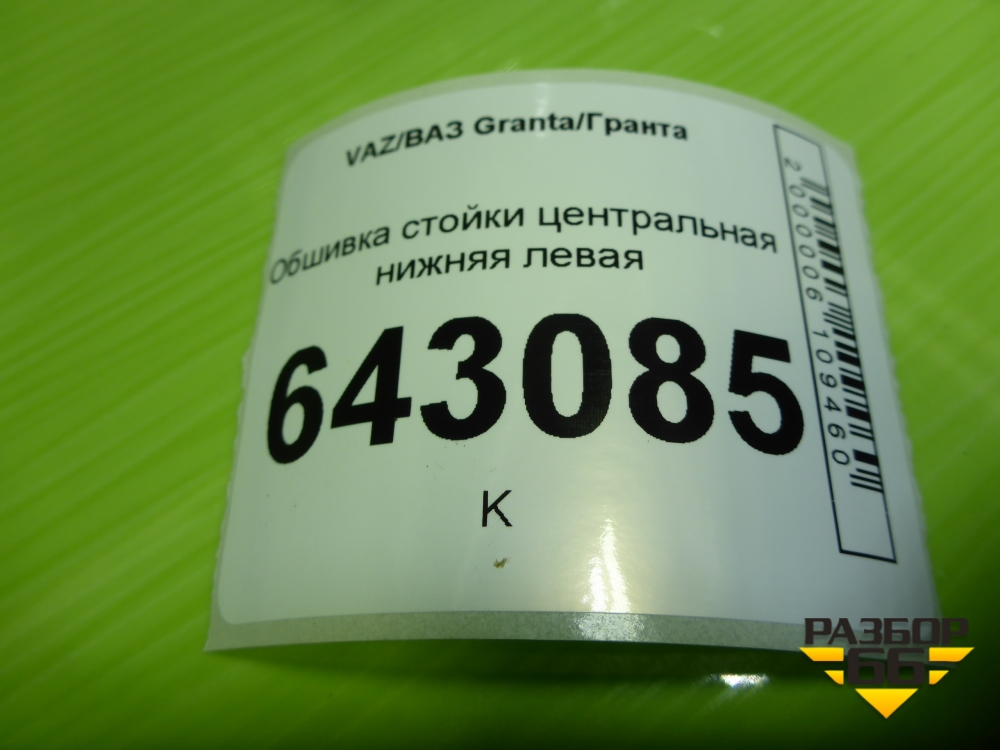 VAZ/ВАЗ Granta/Гранта
Обшивка стойки центральная
нижняя левая
643085
К
2000006109460
РАЗБОР
66